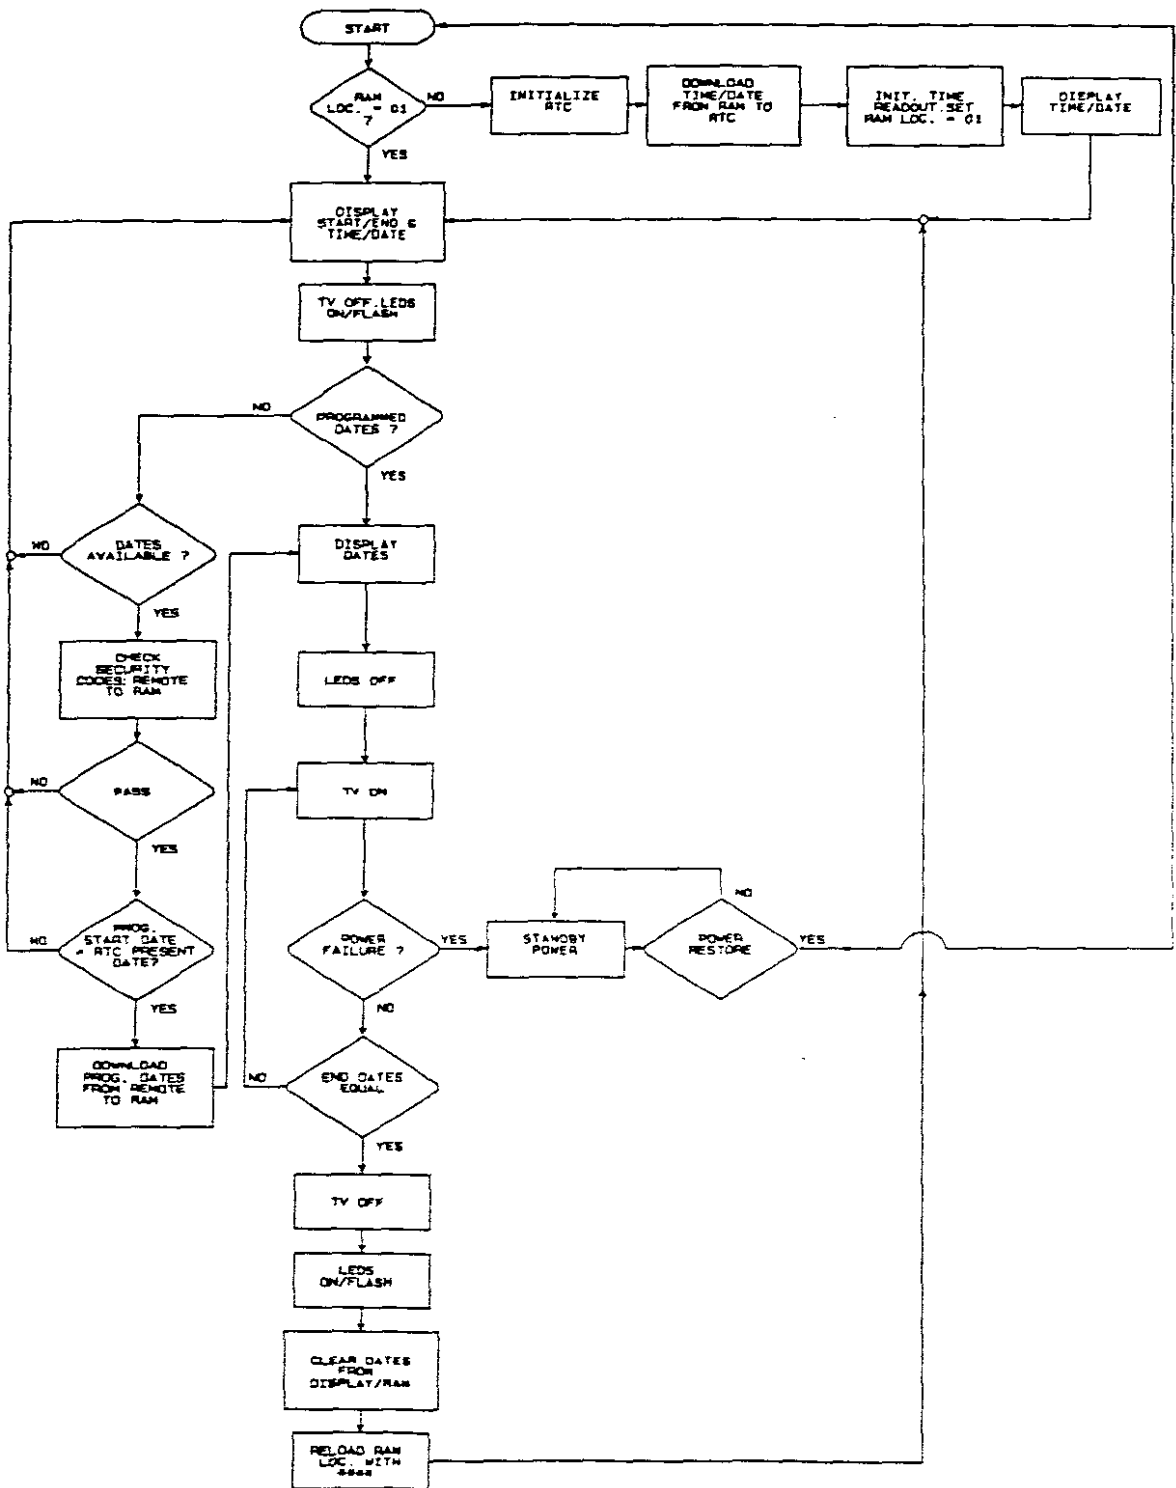 START
RAM
LOC. = 01
?
NO
INITIALIZE
RTC
DOWNLOAD
TIME/DATE
FROM RAM TO
RTC
INIT. TIME
READOUT.SET
RAM LOC. = 01
DISPLAY
TIME/DATE
YES
DISPLAY
START/END &
TIME/DATE
TV OFF.LEDS
ON/FLASH
NO
PROGRAMMED
DATES ?
YES
NO
DATES
AVAILABLE ?
YES
DISPLAY
DATES
CHECK
SECURITY
CODES: REMOTE
TO RAM
LEDS OFF
NO
PASS
YES
TV ON
NO
PROG.
START DATE
= RTC PRESENT
DATE?
YES
POWER
FAILURE ?
YES
NO
STANDBY
POWER
NO
POWER
RESTORE
YES
DOWNLOAD
PROG. DATES
FROM REMOTE
TO RAM
NO
END DATES
EQUAL
YES
TV OFF
LEDS
ON/FLASH
CLEAR DATES
FROM
DISPLAY/RAM
RELOAD RAM
LOC. WITH